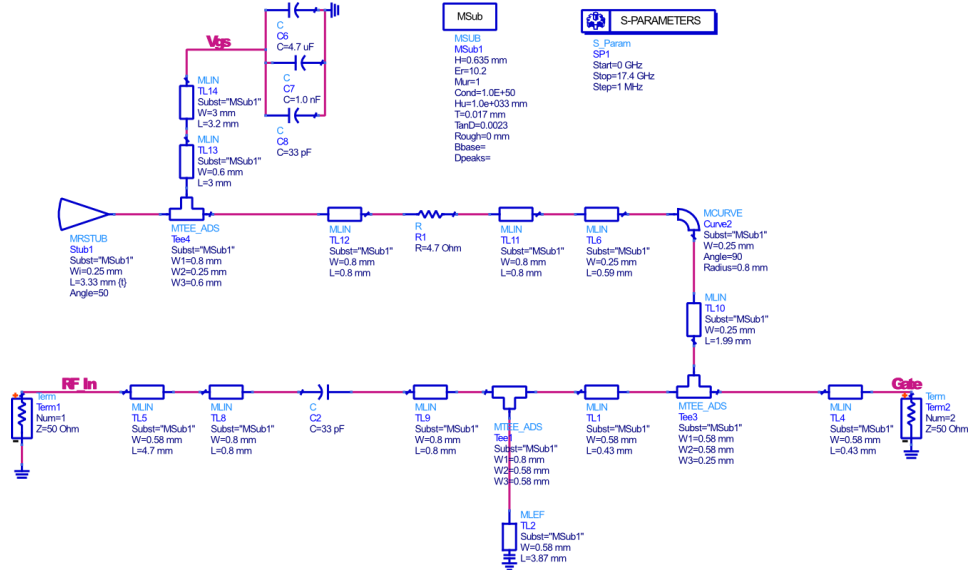 C
C6
C=4.7 uF
Vgs
C
C7
C=1.0 nF
C
C8
C=33 pF
MLIN
TL14
Subst="MSub1"
W=3 mm
L=3.2 mm
MLIN
TL13
Subst="MSub1"
W=0.6 mm
L=3 mm
MSub
MSUB
MSub1
H=0.635 mm
Er=10.2
Mur=1
Cond=1.0E+50
Hu=1.0e+033 mm
T=0.017 mm
TanD=0.0023
Rough=0 mm
Bbase=
Dpeaks=
S-PARAMETERS
S_Param
SP1
Start=0 GHz
Stop=17.4 GHz
Step=1 MHz
MRSTUB
Stub1
Subst="MSub1"
Wi=0.25 mm
L=3.33 mm {t}
Angle=50
MTEE_ADS
Tee4
Subst="MSub1"
W1=0.8 mm
W2=0.25 mm
W3=0.6 mm
MLIN
TL12
Subst="MSub1"
W=0.8 mm
L=0.8 mm
R
R1
R=4.7 Ohm
MLIN
TL11
Subst="MSub1"
W=0.8 mm
L=0.8 mm
MLIN
TL6
Subst="MSub1"
W=0.25 mm
L=0.59 mm
MCURVE
Curve2
Subst="MSub1"
W=0.25 mm
Angle=90
Radius=0.8 mm
MLIN
TL10
Subst="MSub1"
W=0.25 mm
L=1.99 mm
RF_In
Term
Term1
Num=1
Z=50 Ohm
MLIN
TL5
Subst="MSub1"
W=0.58 mm
L=4.7 mm
MLIN
TL8
Subst="MSub1"
W=0.8 mm
L=0.8 mm
C
C2
C=33 pF
MLIN
TL9
Subst="MSub1"
W=0.8 mm
L=0.8 mm
MTEE_ADS
Tee1
Subst="MSub1"
W1=0.8 mm
W2=0.58 mm
W3=0.58 mm
MLIN
TL1
Subst="MSub1"
W=0.58 mm
L=0.43 mm
MTEE_ADS
Tee3
Subst="MSub1"
W1=0.58 mm
W2=0.58 mm
W3=0.25 mm
MLIN
TL4
Subst="MSub1"
W=0.58 mm
L=0.43 mm
Gate
Term
Term2
Num=2
Z=50 Ohm
MLEF
TL2
Subst="MSub1"
W=0.58 mm
L=3.87 mm